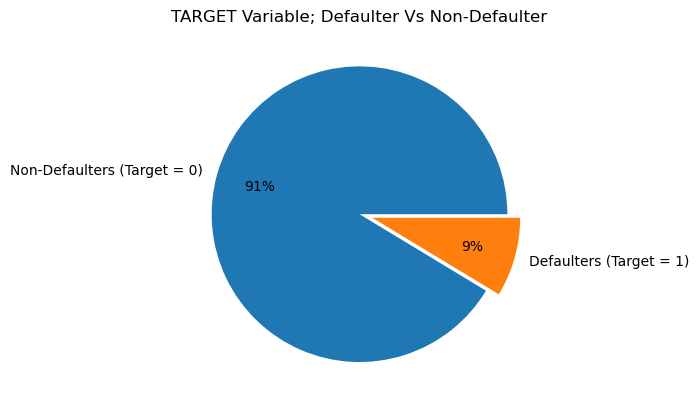 TARGET Variable; Defaulter Vs Non-Defaulter
Non-Defaulters (Target = 0)
91%
9%
Defaulters (Target = 1)